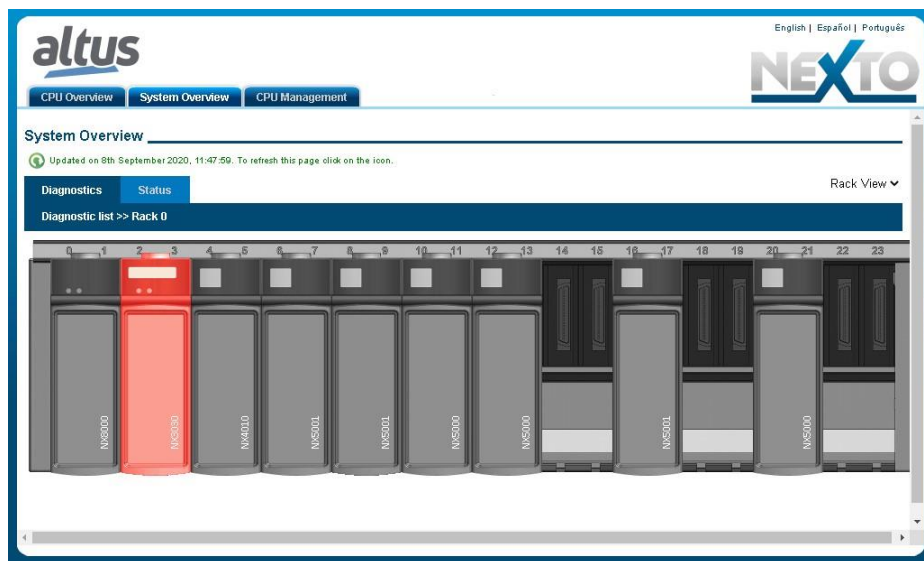 English | Español | Português
altus
NEXTO
CPU Overview System Overview CPU Management
System Overview
Updated on 8th September 2020, 11:47:59. To refresh this page click on the icon.
Rack View
Diagnostics Status
Diagnostic list >> Rack 0
0 1 2 3 4 5 6 7 8 9 10 11 12 13 14 15 16 17 18 19 20 21 22 23
NX8000 NX3030 NX4010 NX5001 NX5001 NX5000 NX5000 NX5001 NX5000